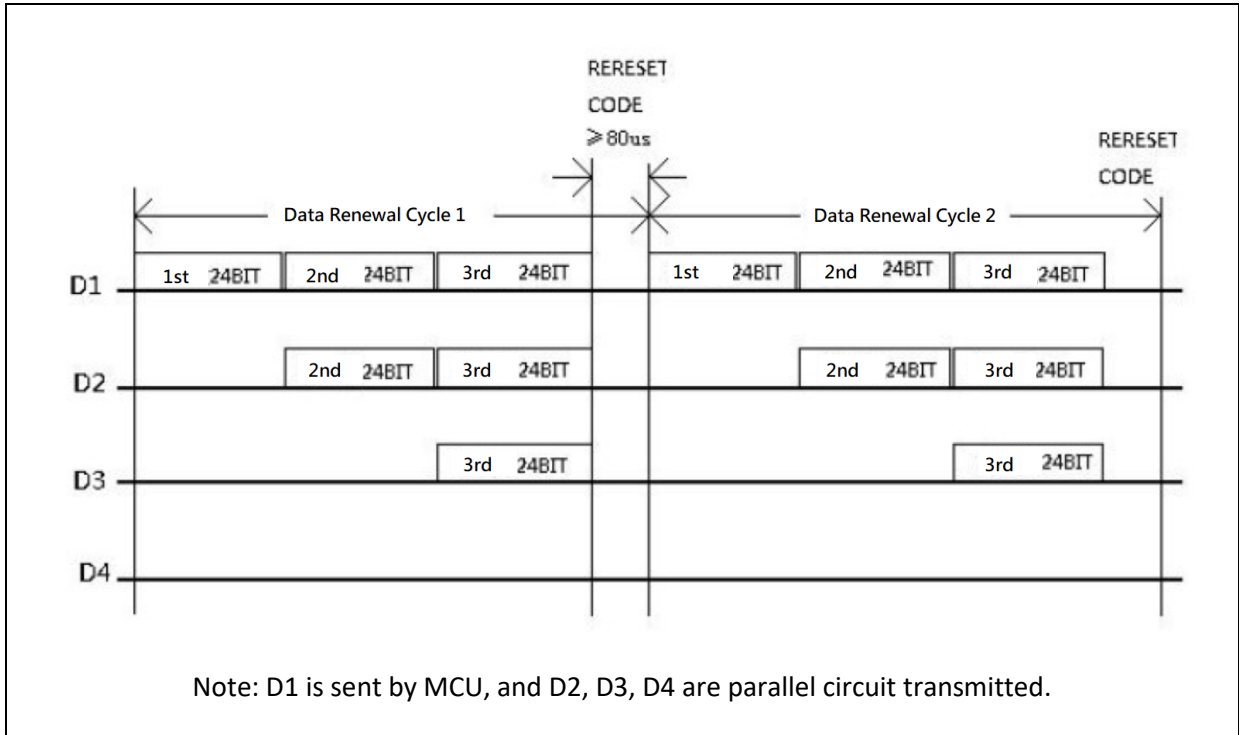 RERESET
CODE
≥80us
RERESET
CODE
Data Renewal Cycle 1
Data Renewal Cycle 2
D1 1st 24BIT 2nd 24BIT 3rd 24BIT 1st 24BIT 2nd 24BIT 3rd 24BIT
D2 2nd 24BIT 3rd 24BIT 2nd 24BIT 3rd 24BIT
D3 3rd 24BIT 3rd 24BIT
D4
Note: D1 is sent by MCU, and D2, D3, D4 are parallel circuit transmitted.